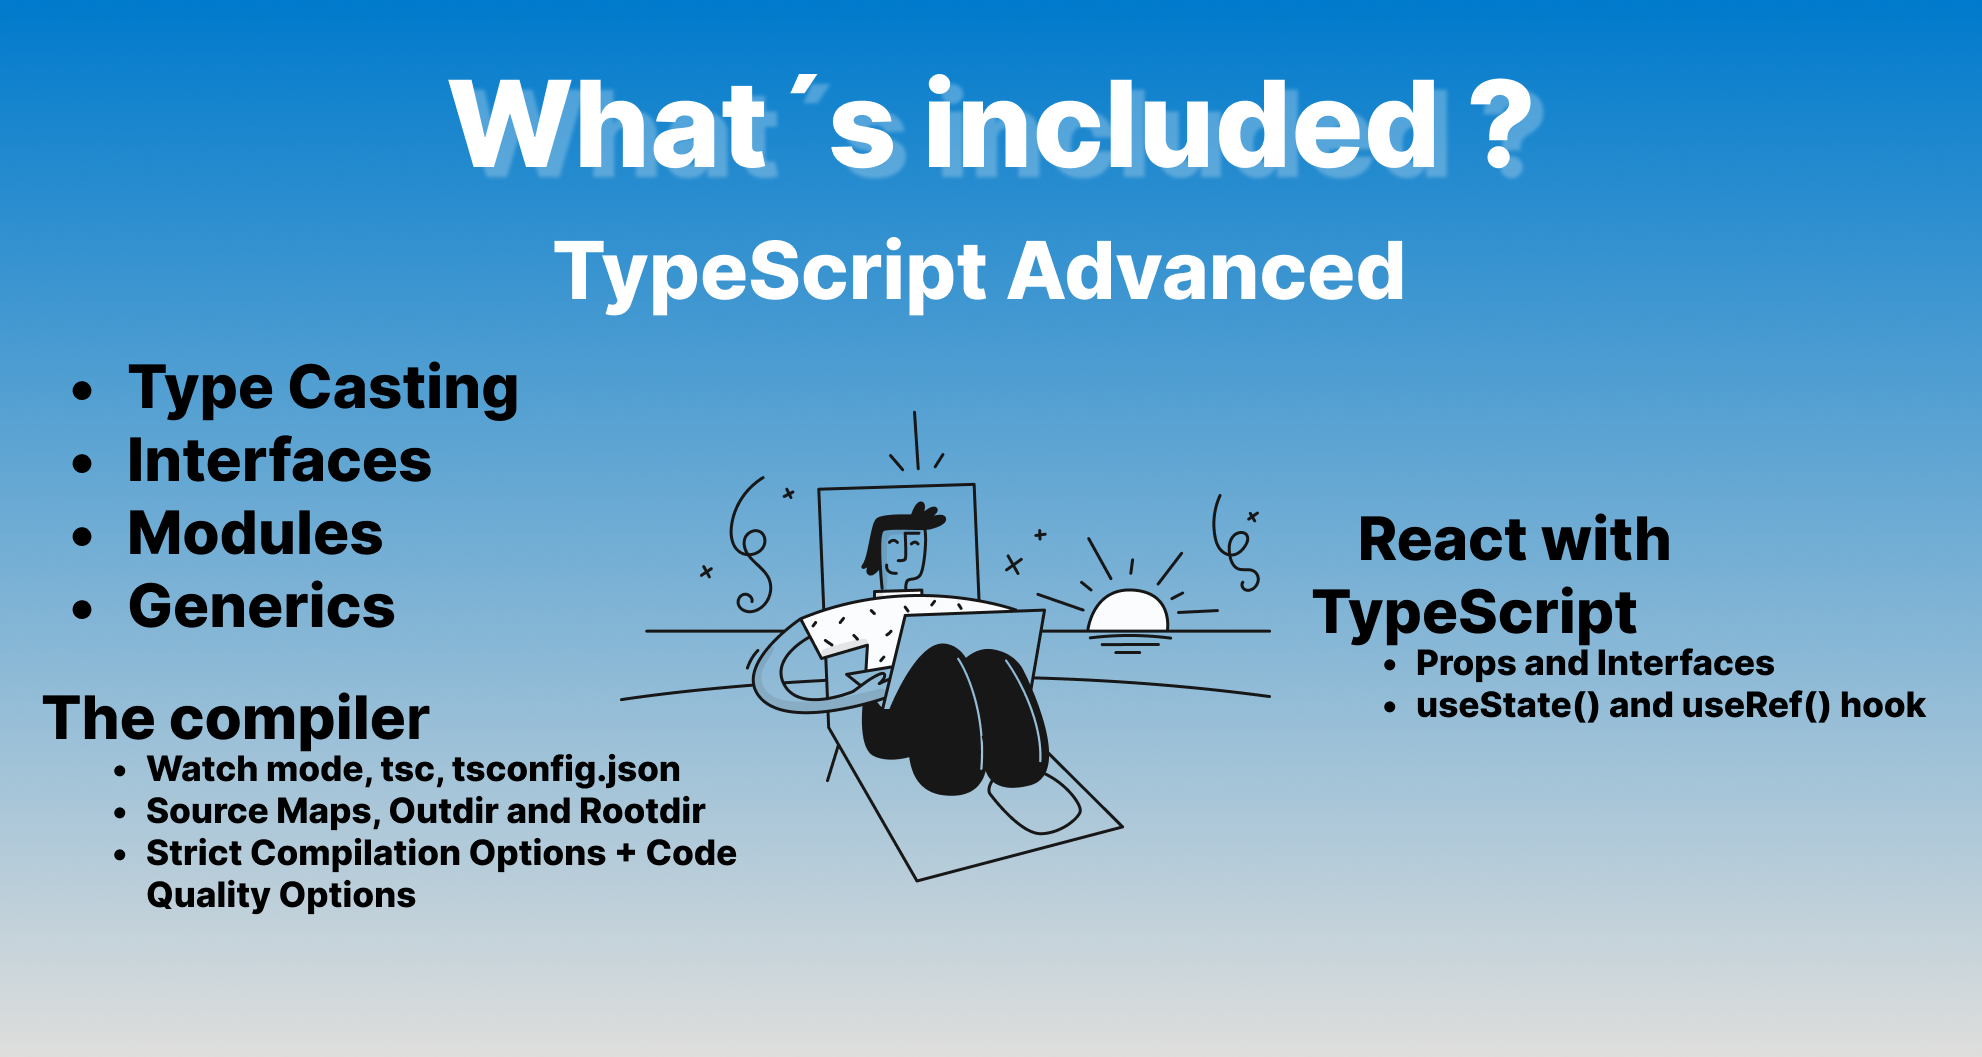 What´s included ?
TypeScript Advanced
• Type Casting
• Interfaces
• Modules
• Generics
The compiler
• Watch mode, tsc, tsconfig.json
• Source Maps, Outdir and Rootdir
• Strict Compilation Options + Code
Quality Options
React with
TypeScript
• Props and Interfaces
• useState() and useRef() hook